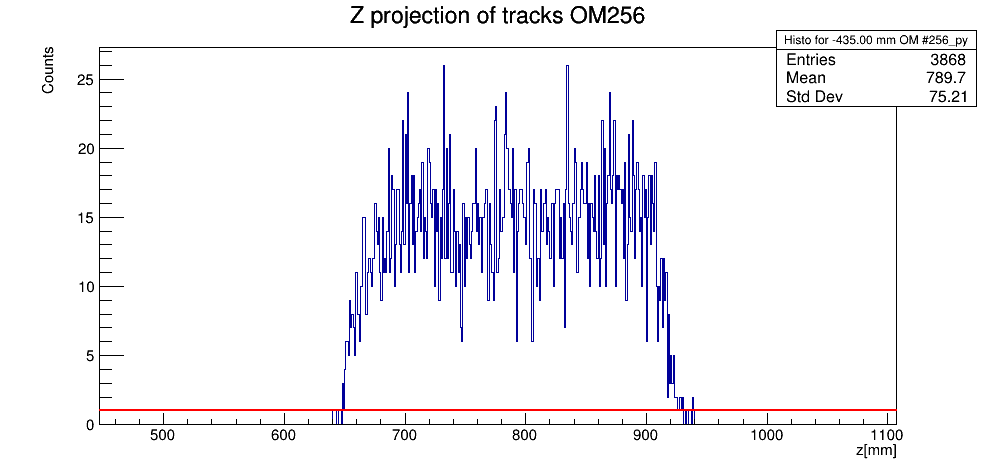 Z projection of tracks OM256
Histo for -435.00 mm OM #256_py
Entries 3868
Mean 789.7
Std Dev 75.21
Counts
25
20
15
10
5
0
500 600 700 800 900 1000 1100
z[mm]